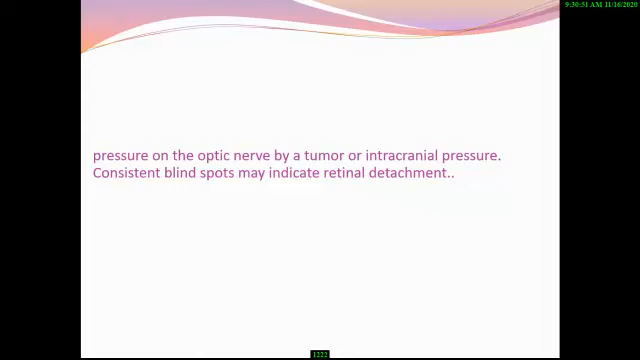 9:30:51 AM 11/16/2020
pressure on the optic nerve by a tumor or intracranial pressure.
Consistent blind spots may indicate retinal detachment..
1222